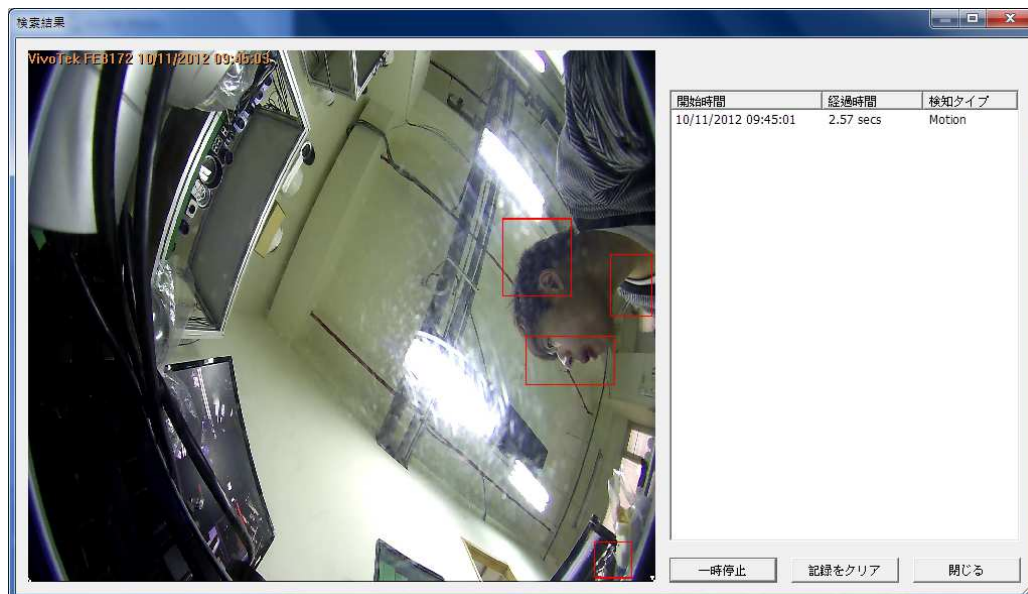 検索結果
VivoTek FE8172 10/11/2012 09:45:03
開始時間 経過時間 検知タイプ
10/11/2012 09:45:01 2.57 secs Motion
一時停止 記録をクリア 閉じる